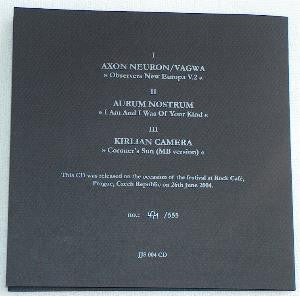 I
AXON NEURON/VAGWA
» Observers New Europa V.2 «
II
AURUM NOSTRUM
» I Am And I Was Of Your Kind «
III
KIRLIAN CAMERA
» Coroner's Sun (MB version) «
This CD was released on the occasion of the festival at Rock Café,
Prague, Czech Republic on 26th June 2004.
no.: /555
JJS 004 CD